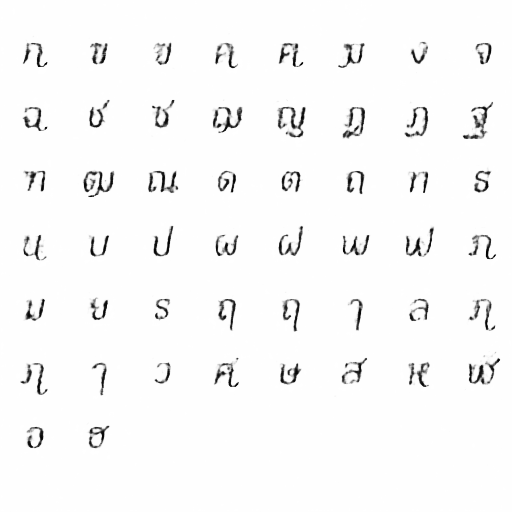 ก ข ฃ ค ฅ ฆ ง จ
ฉ ช ซ ฌ ญ ฎ ฏ ฐ
ฑ ฒ ณ ด ต ถ ท ธ
น บ ป ผ ฝ พ ฟ ภ
ม ย ร ฤ ฤ ๅ ล ฦ
ฦ ๅ ว ศ ษ ส ห ฬ
อ ฮ